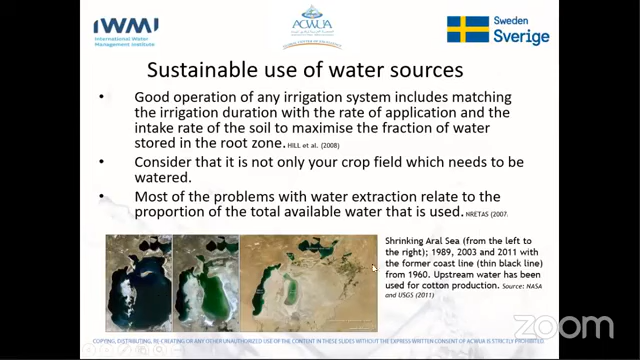 IWMI
International Water
Management Institute
ACWUA
Sweden
Sverige
Sustainable use of water sources
• Good operation of any irrigation system includes matching
the irrigation duration with the rate of application and the
intake rate of the soil to maximise the fraction of water
stored in the root zone. HILL et al. (2008)
• Consider that it is not only your crop field which needs to be
watered.
• Most of the problems with water extraction relate to the
proportion of the total available water that is used. NRETAS (2007:
Shrinking Aral Sea (from the left to
the right); 1989, 2003 and 2011 with
the former coast line (thin black line)
from 1960. Upstream water has been
used for cotton production. Source: NASA
and USGS (2011)
COPYING, DISTRIBUTING, RE CREATING OR ANY OTHER UNAUTHORIZED USE OF THE CONTENT IN THESE SLIDES WITHOUT THE EXPRESS WRITTEN CONSENT OF ACWUA IS STRICTLY PROHIBITED
zoom